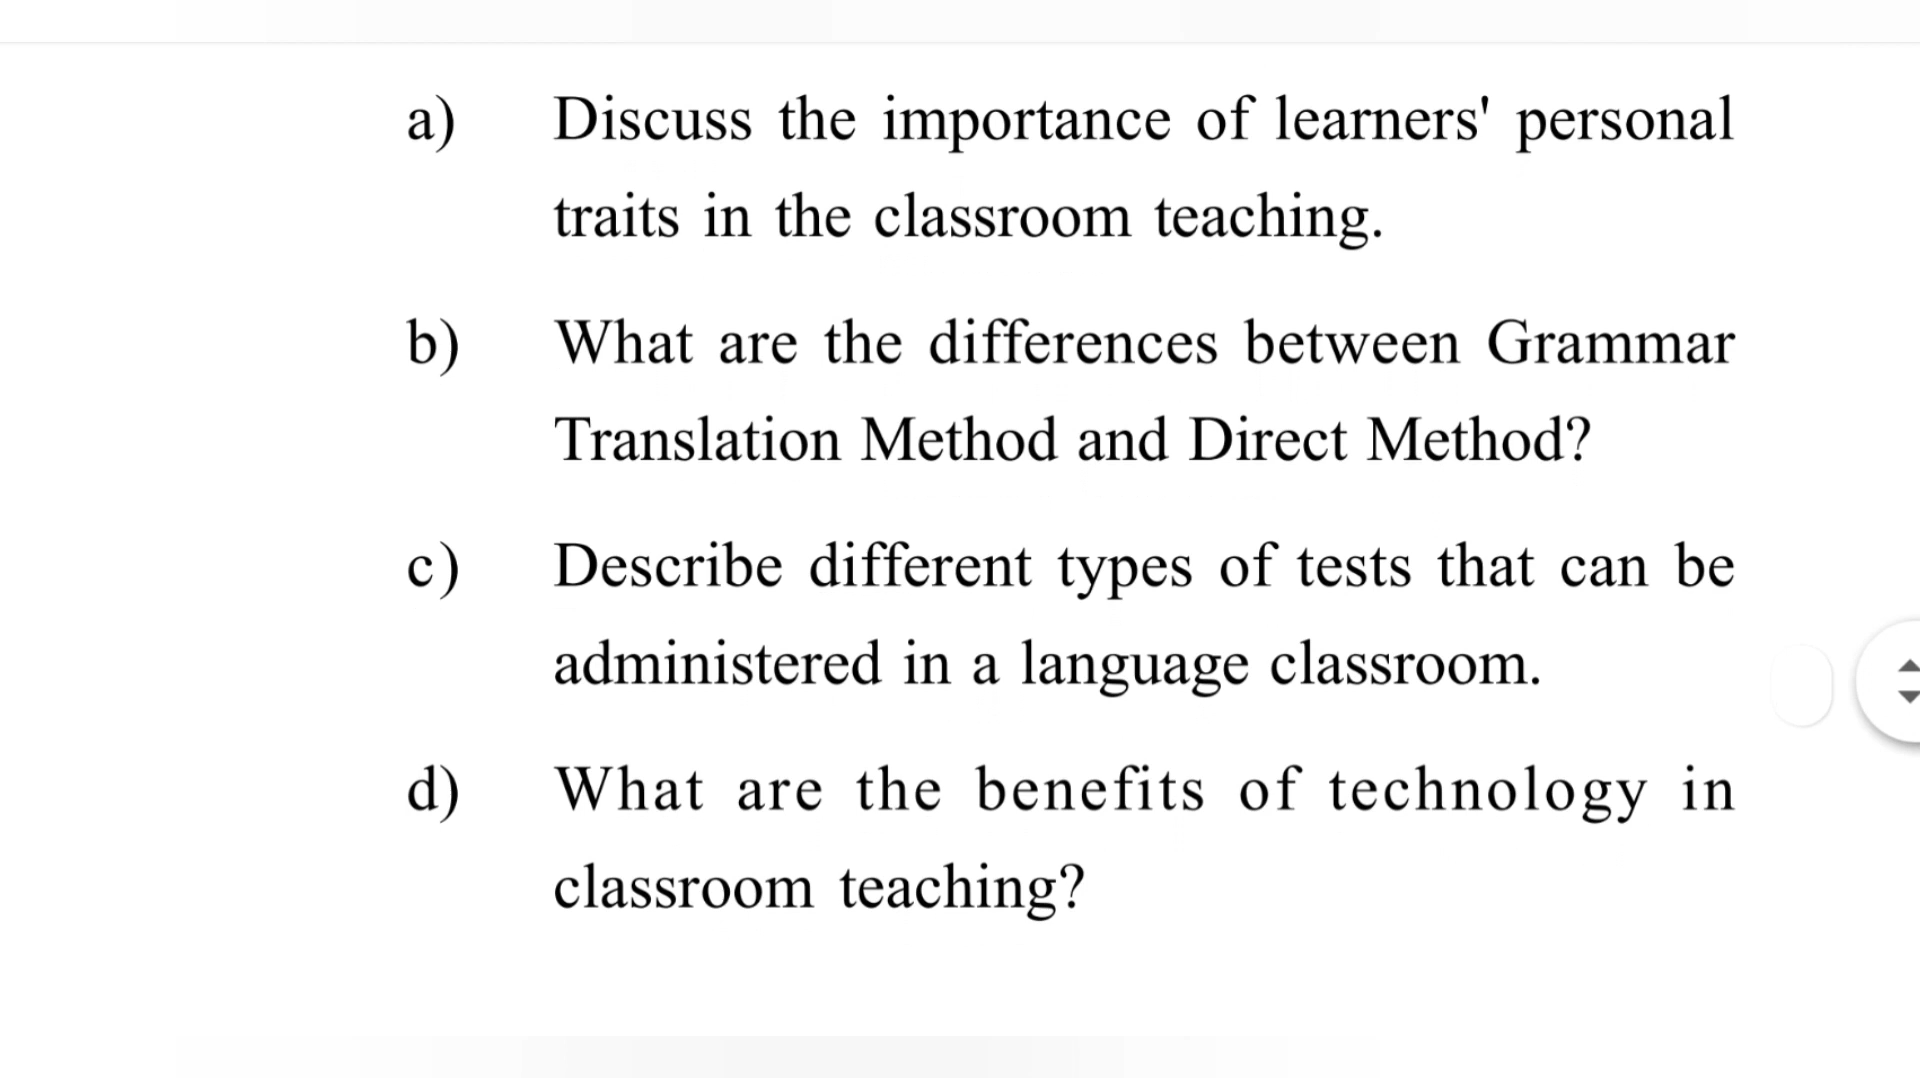 a) Discuss the importance of learners' personal
traits in the classroom teaching.
b) What are the differences between Grammar
Translation Method and Direct Method?
c) Describe different types of tests that can be
administered in a language classroom.
d) What are the benefits of technology in
classroom teaching?